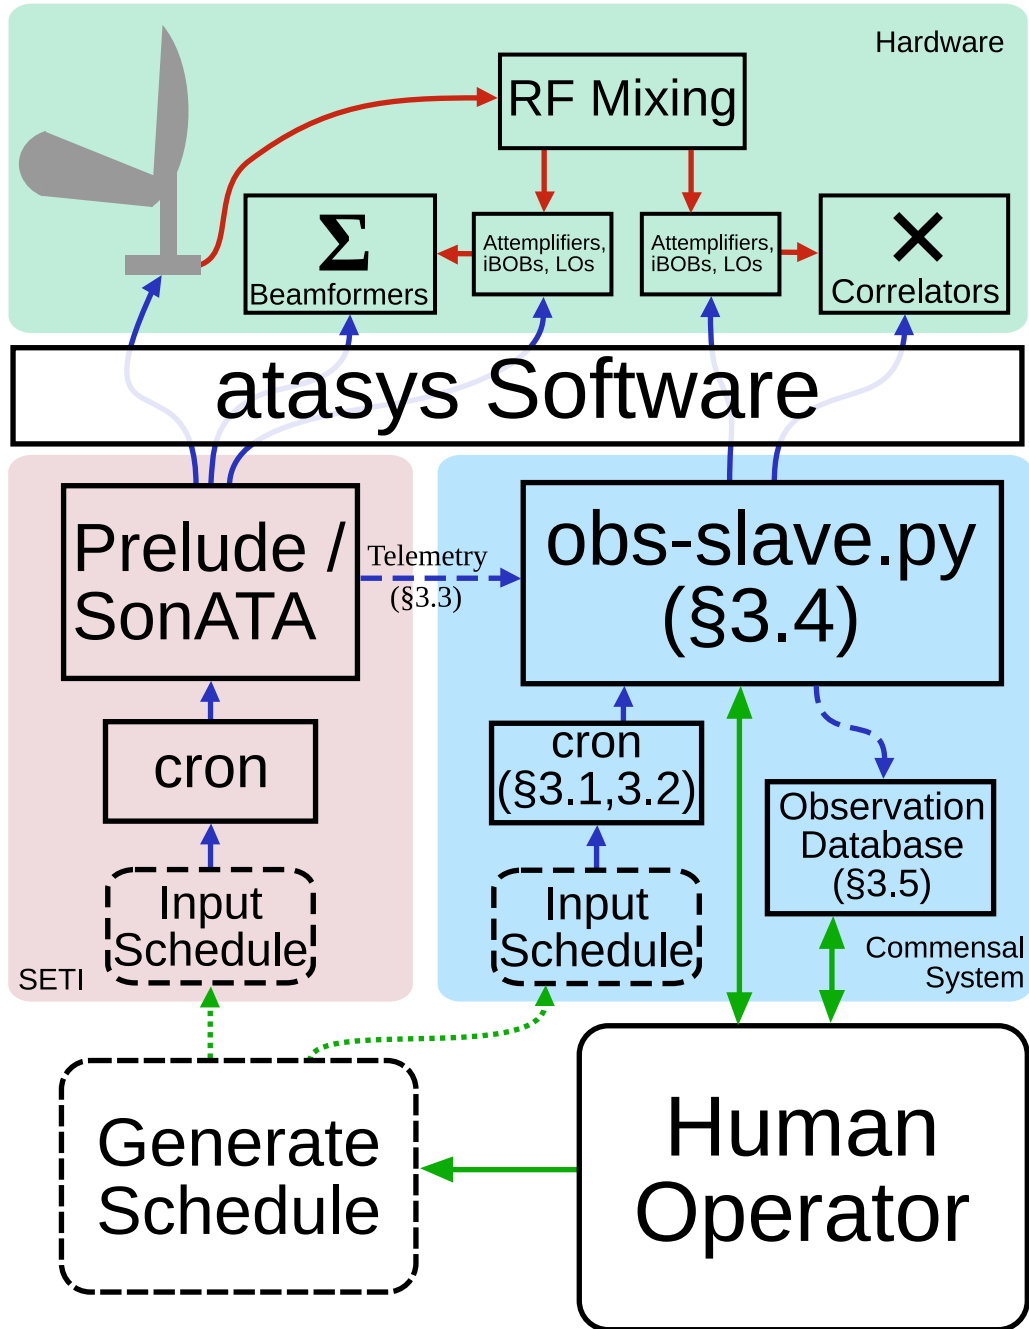 Hardware
RF Mixing
Σ
Beamformers
Attemplifiers,
iBOBs, LOs
Attemplifiers,
iBOBs, LOs
×
Correlators
atasys Software
Prelude /
SonATA
Telemetry
(§3.3)
obs-slave.py
(§3.4)
cron
cron
(§3.1,3.2)
Observation
Database
(§3.5)
Input
Schedule
Input
Schedule
SETI
Commensal
System
Generate
Schedule
Human
Operator